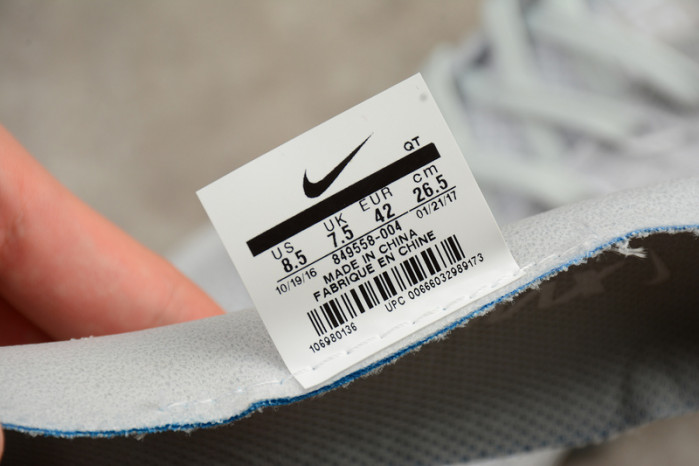 QT
US UK EUR cm
8.5 7.5 42 26.5
10/19/16 849558-004 01/21/17
MADE IN CHINA
FABRIQUE EN CHINE
106980136 UPC 00666032989173